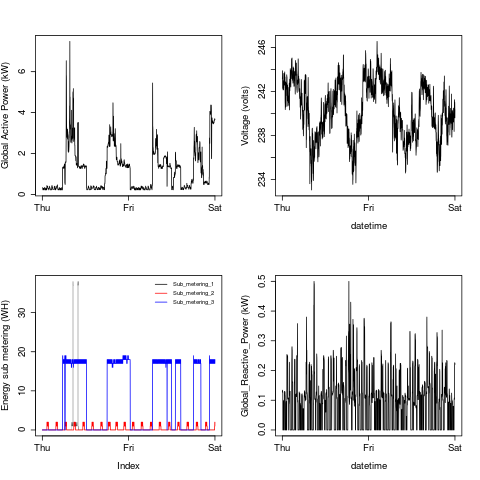 Global Active Power (kW)
0 2 4 6
Thu Fri Sat
Voltage (volts)
234 238 242 246
Thu Fri Sat
datetime
Energy sub metering (WH)
0 10 20 30
Sub_metering_1
Sub_metering_2
Sub_metering_3
Thu Fri Sat
Index
Global_Reactive_Power (kW)
0.0 0.1 0.2 0.3 0.4 0.5
Thu Fri Sat
datetime